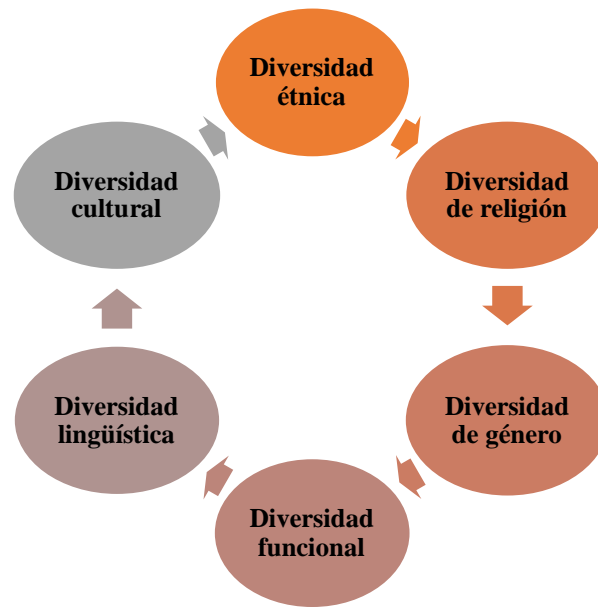 Diversidad
étnica
Diversidad
de religión
Diversidad
de género
Diversidad
funcional
Diversidad
lingüística
Diversidad
cultural